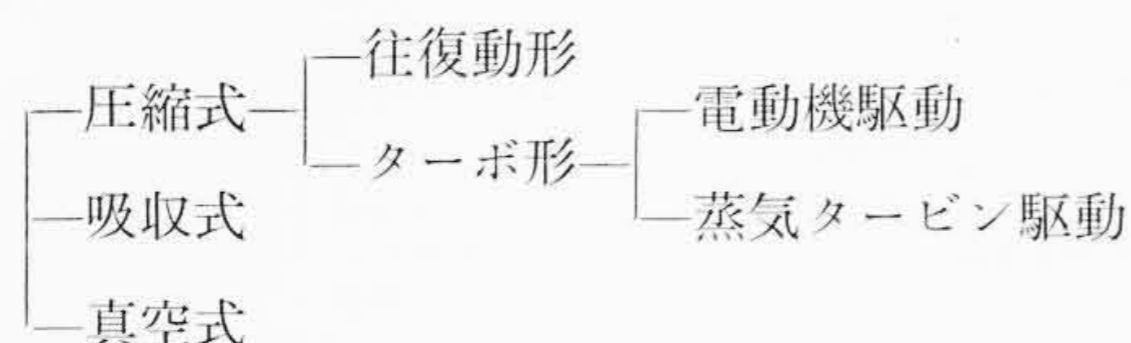 往復動形
圧縮式
電動機駆動
ターボ形
吸収式
蒸気タービン駆動
真空式